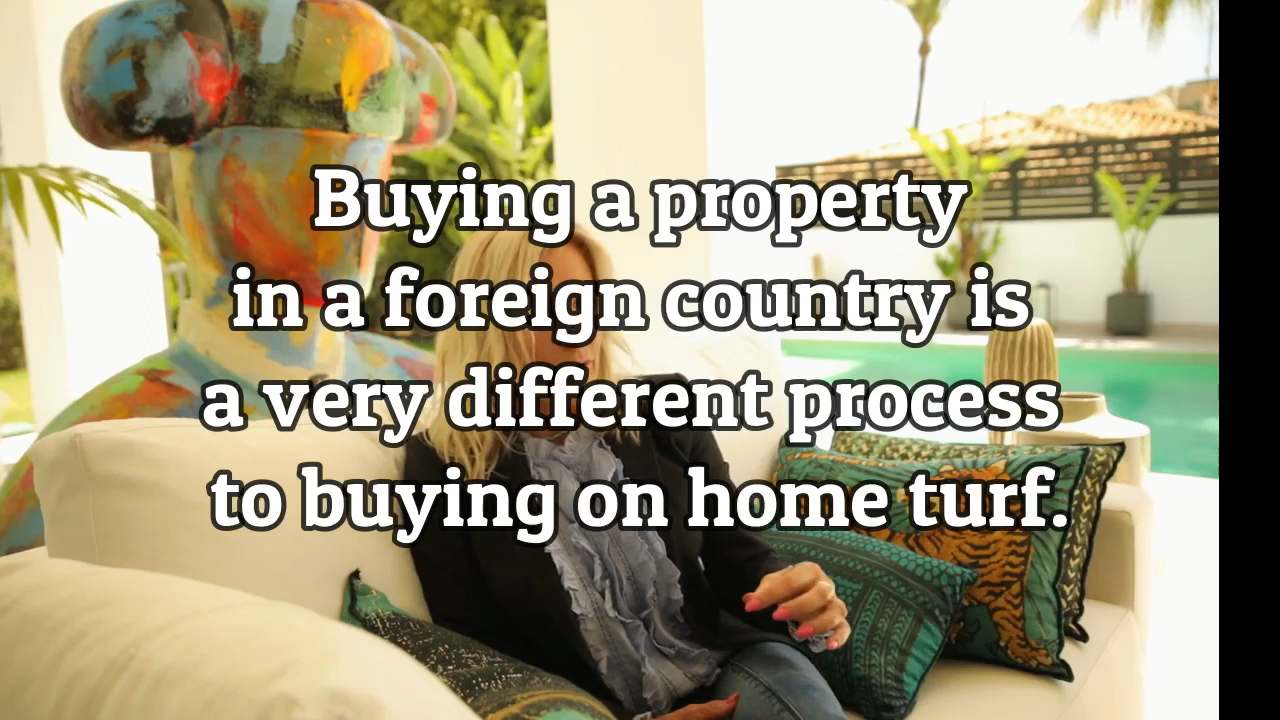 Buying a property
in a foreign country is
a very different process
to buying on home turf.